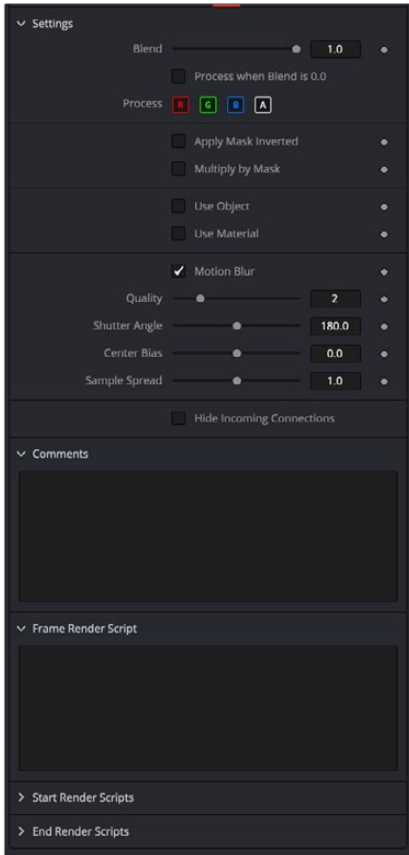 Settings
Blend 1.0
Process when Blend is 0.0
Process R G B A
Apply Mask Inverted
Multiply by Mask
Use Object
Use Material
Motion Blur
Quality 2
Shutter Angle 180.0
Center Bias 0.0
Sample Spread 1.0
Hide Incoming Connections
Comments
Frame Render Script
Start Render Scripts
End Render Scripts